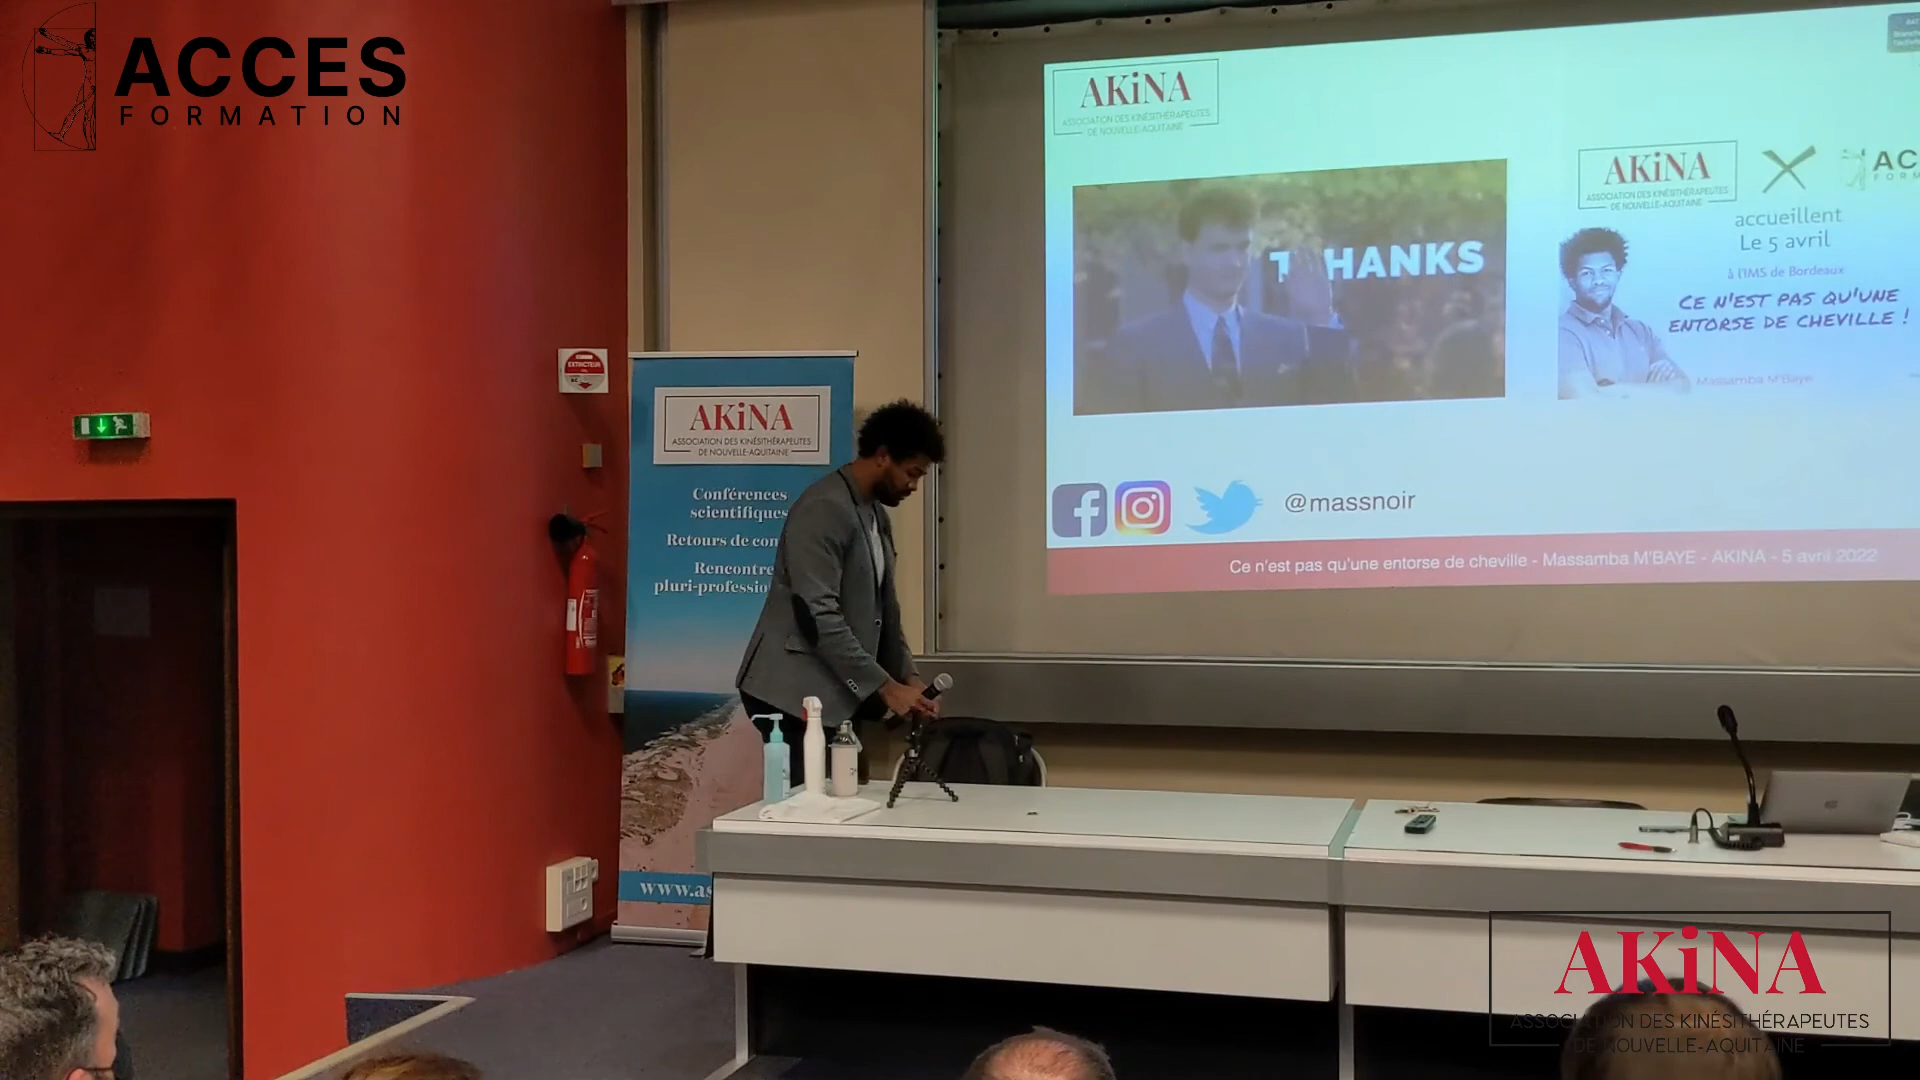 ACCES
FORMATION
AKiNA
ASSOCIATION DES KINÉSITHÉRAPEUTES
DE NOUVELLE-AQUITAINE
THANKS
AKiNA
ASSOCIATION DES KINÉSITHÉRAPEUTES
DE NOUVELLE-AQUITAINE
AC
FORM
accueillent
Le 5 avril
à l'IMS de Bordeaux
CE N'EST PAS QU'UNE
ENTORSE DE CHEVILLE !
Massamba M'Baye
@massnoir
Ce n'est pas qu'une entorse de cheville - Massamba M'BAYE - AKINA - 5 avril 2022
EXTINCTEUR
AKiNA
ASSOCIATION DES KINÉSITHÉRAPEUTES
DE NOUVELLE-AQUITAINE
Conférences
scientifiques
Retours de con
Rencontre
pluri-professio
www.as
AKiNA
ASSOCIATION DES KINÉSITHÉRAPEUTES
DE NOUVELLE-AQUITAINE